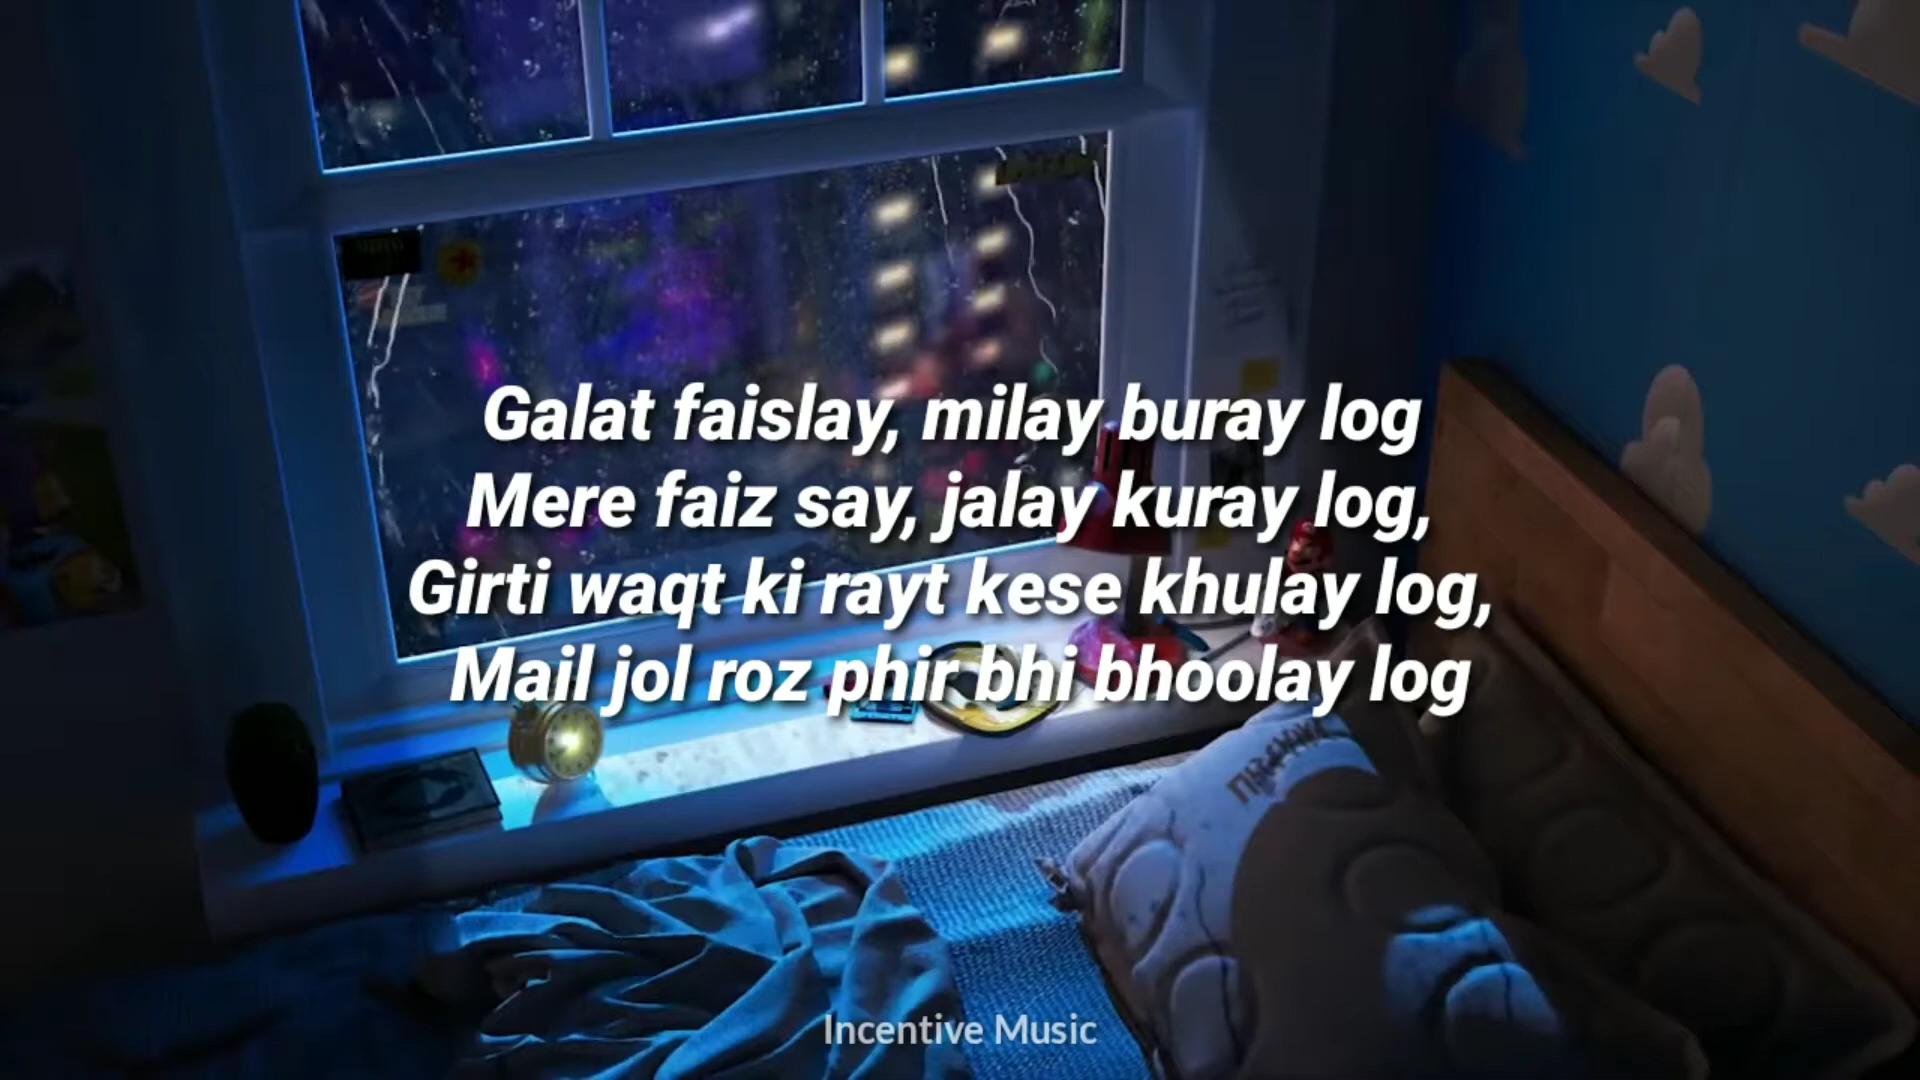 Galat faislay, milay buray log
Mere faiz say, jalay kuray log,
Girti waqt ki rayt kese khulay log,
Mail jol roz phir bhi bhoolay log
Incentive Music